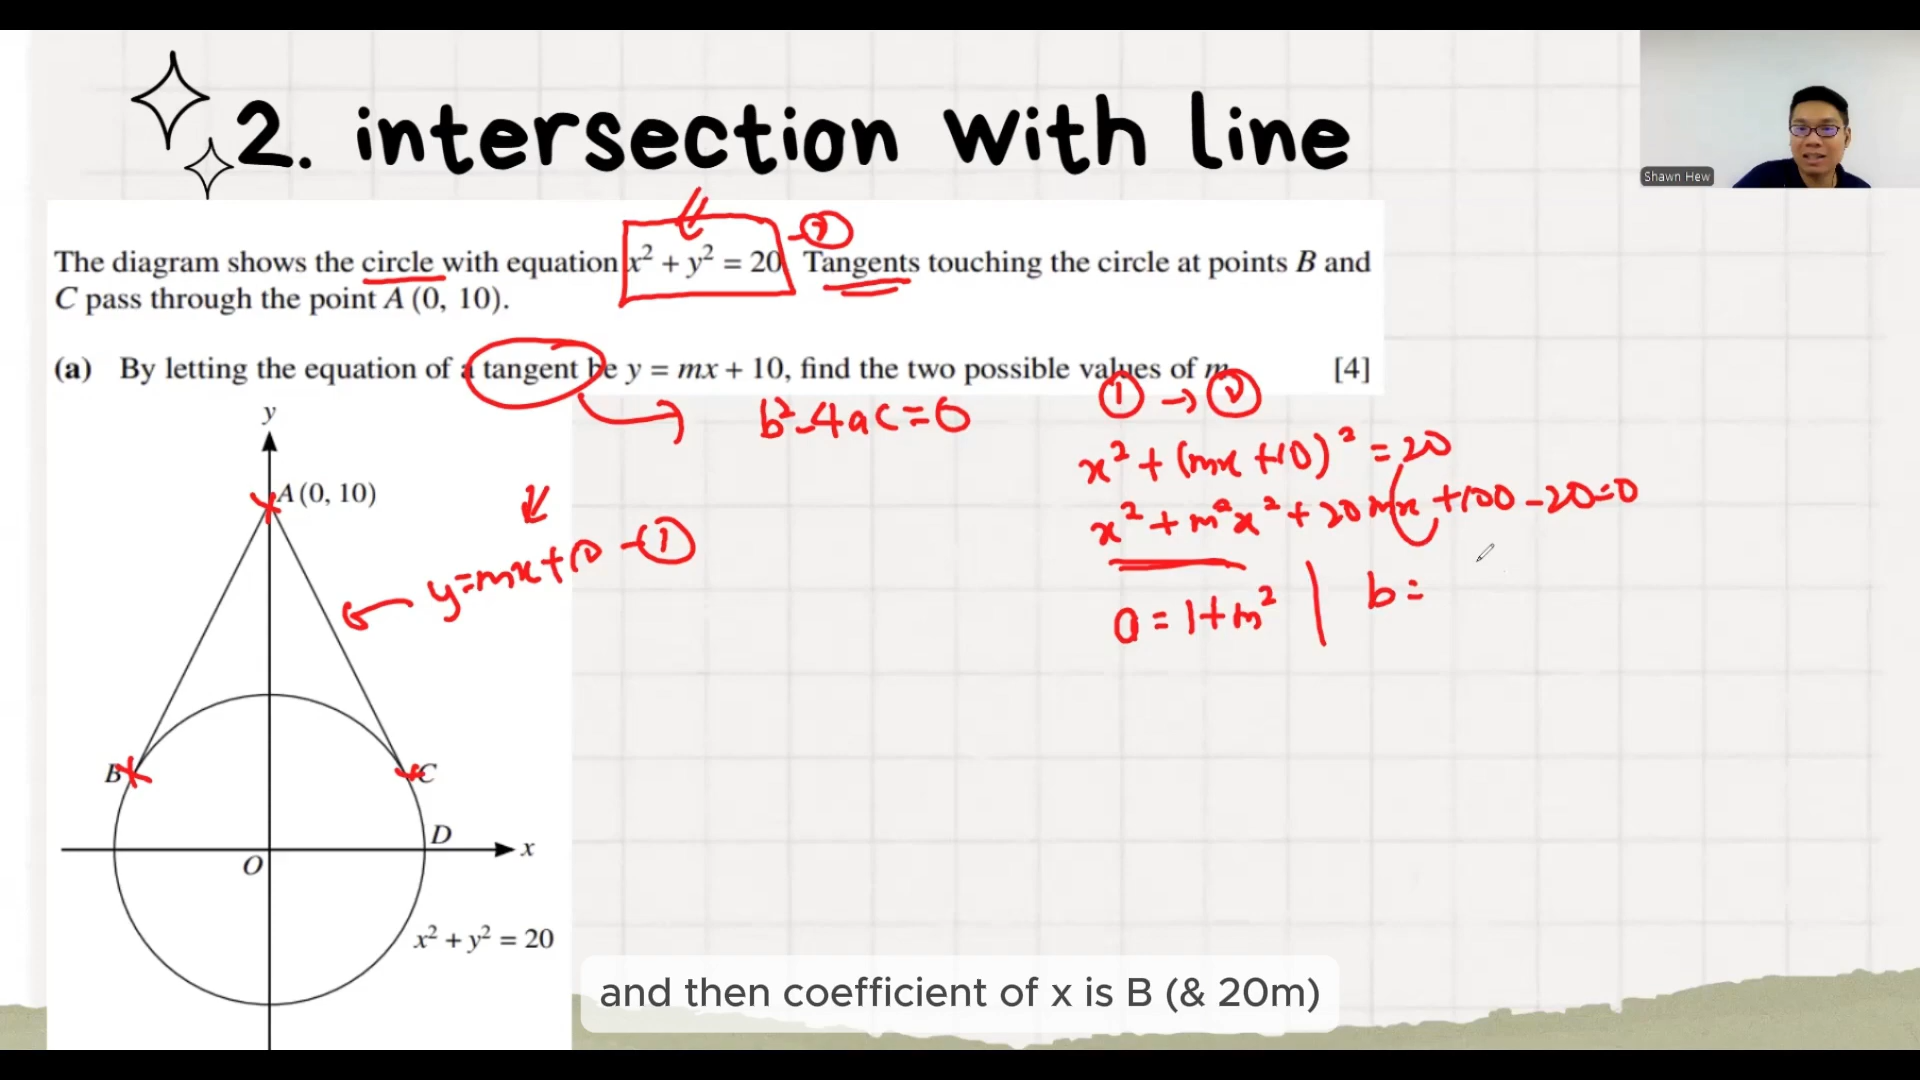 2. intersection with line
Shawn Hew
The diagram shows the circle with equation x² + y² = 20. Tangents touching the circle at points B and
C pass through the point A (0, 10).
(a) By letting the equation of a tangent be y = mx + 10, find the two possible values of m. [4]
b² - 4ac = 0
① → ②
x² + (mx + 10)² = 20
x² + m²x² + 20mx + 100 - 20 = 0
a = 1 + m² | b =
y
A (0, 10)
y = mx + 10 - ①
B
C
D
x
O
x² + y² = 20
- ②
and then coefficient of x is B (& 20m)